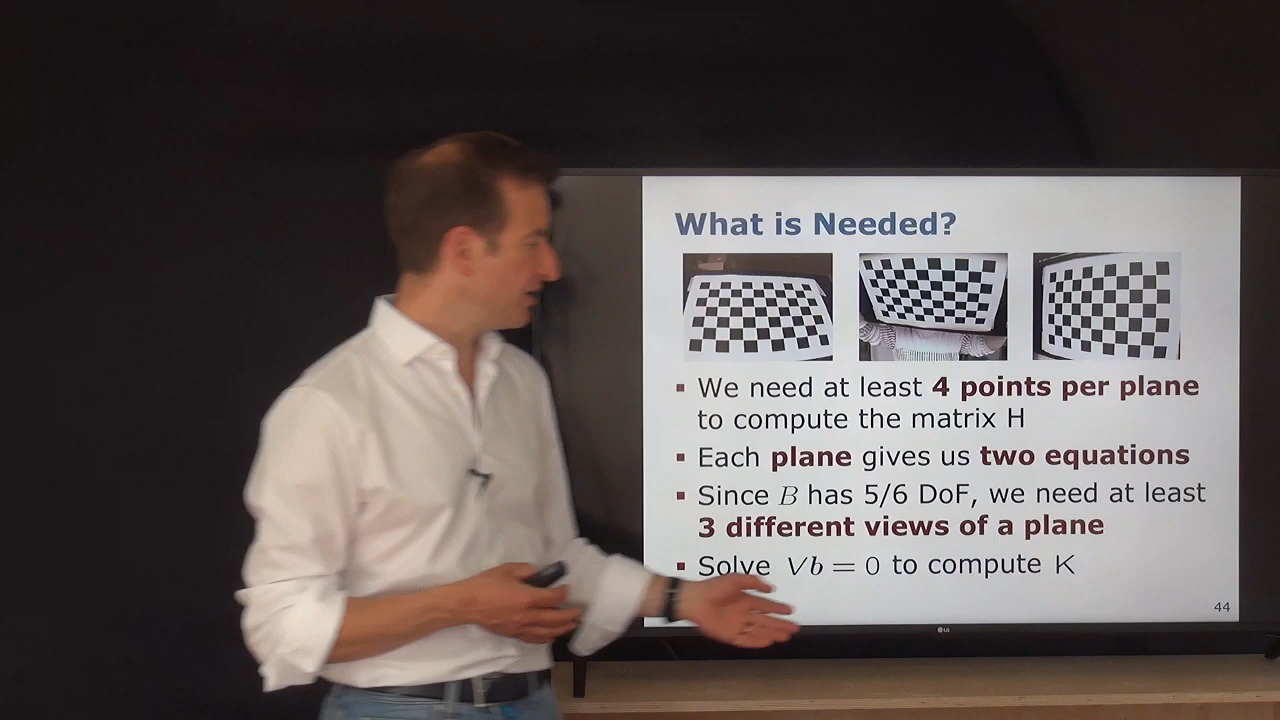 What is Needed?
▪ We need at least 4 points per plane
to compute the matrix H
▪ Each plane gives us two equations
▪ Since B has 5/6 DoF, we need at least
3 different views of a plane
▪ Solve Vb = 0 to compute K
44
LG